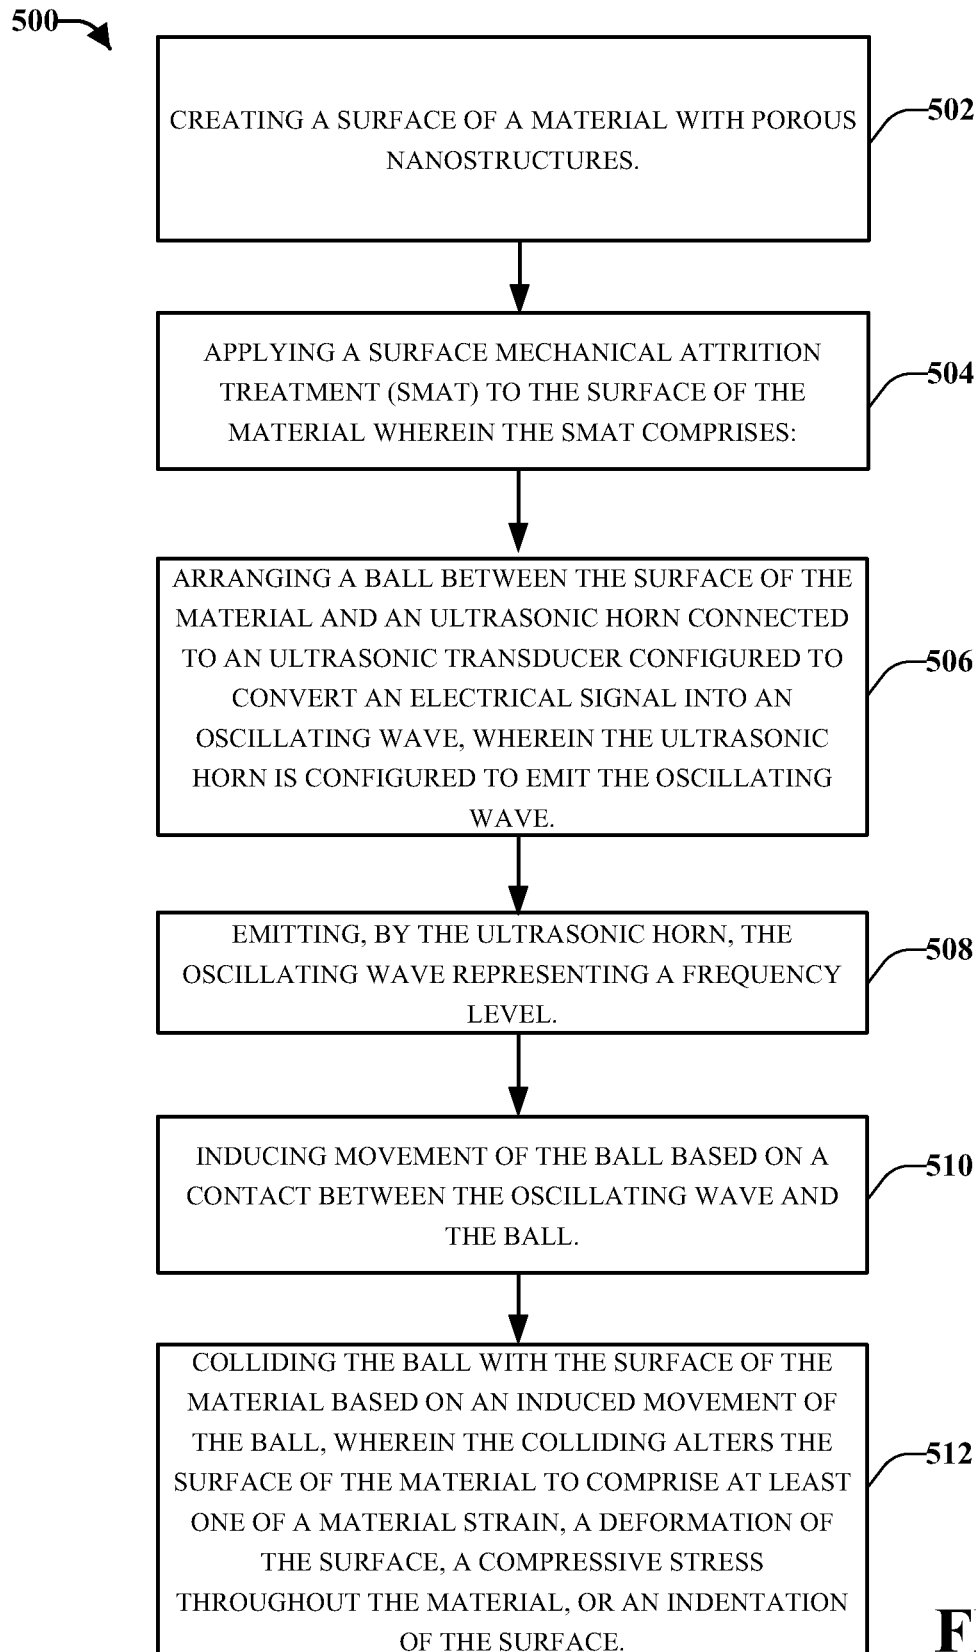 500
CREATING A SURFACE OF A MATERIAL WITH POROUS
NANOSTRUCTURES.
502
APPLYING A SURFACE MECHANICAL ATTRITION
TREATMENT (SMAT) TO THE SURFACE OF THE
MATERIAL WHEREIN THE SMAT COMPRISES:
504
ARRANGING A BALL BETWEEN THE SURFACE OF THE
MATERIAL AND AN ULTRASONIC HORN CONNECTED
TO AN ULTRASONIC TRANSDUCER CONFIGURED TO
CONVERT AN ELECTRICAL SIGNAL INTO AN
OSCILLATING WAVE, WHEREIN THE ULTRASONIC
HORN IS CONFIGURED TO EMIT THE OSCILLATING
WAVE.
506
EMITTING, BY THE ULTRASONIC HORN, THE
OSCILLATING WAVE REPRESENTING A FREQUENCY
LEVEL.
508
INDUCING MOVEMENT OF THE BALL BASED ON A
CONTACT BETWEEN THE OSCILLATING WAVE AND
THE BALL.
510
COLLIDING THE BALL WITH THE SURFACE OF THE
MATERIAL BASED ON AN INDUCED MOVEMENT OF
THE BALL, WHEREIN THE COLLIDING ALTERS THE
SURFACE OF THE MATERIAL TO COMPRISE AT LEAST
ONE OF A MATERIAL STRAIN, A DEFORMATION OF
THE SURFACE, A COMPRESSIVE STRESS
THROUGHOUT THE MATERIAL, OR AN INDENTATION
OF THE SURFACE.
512